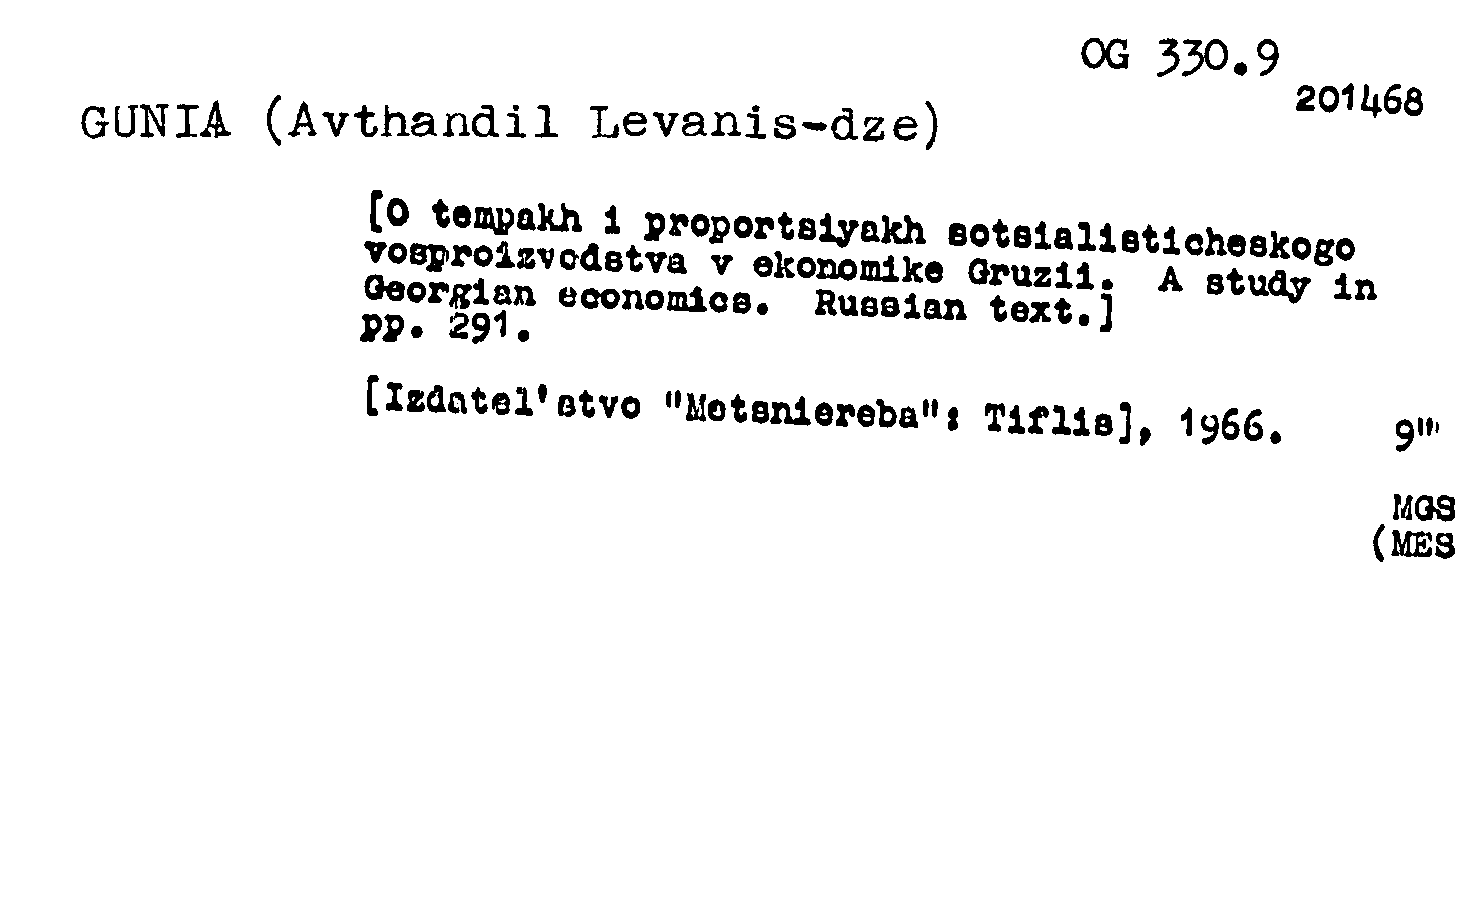 OG 330.9
201468
GUNIA (Avthandil Levanis-dze)
[O tempakh i proportsiyakh sotsialisticheskogo
vosproizvodstva v ekonomike Gruzii. A study in
Georgian economics. Russian text.]
pp. 291.
[Izdatel'stvo "Metsniereba": Tiflis], 1966. 9"'
MGS
(MES